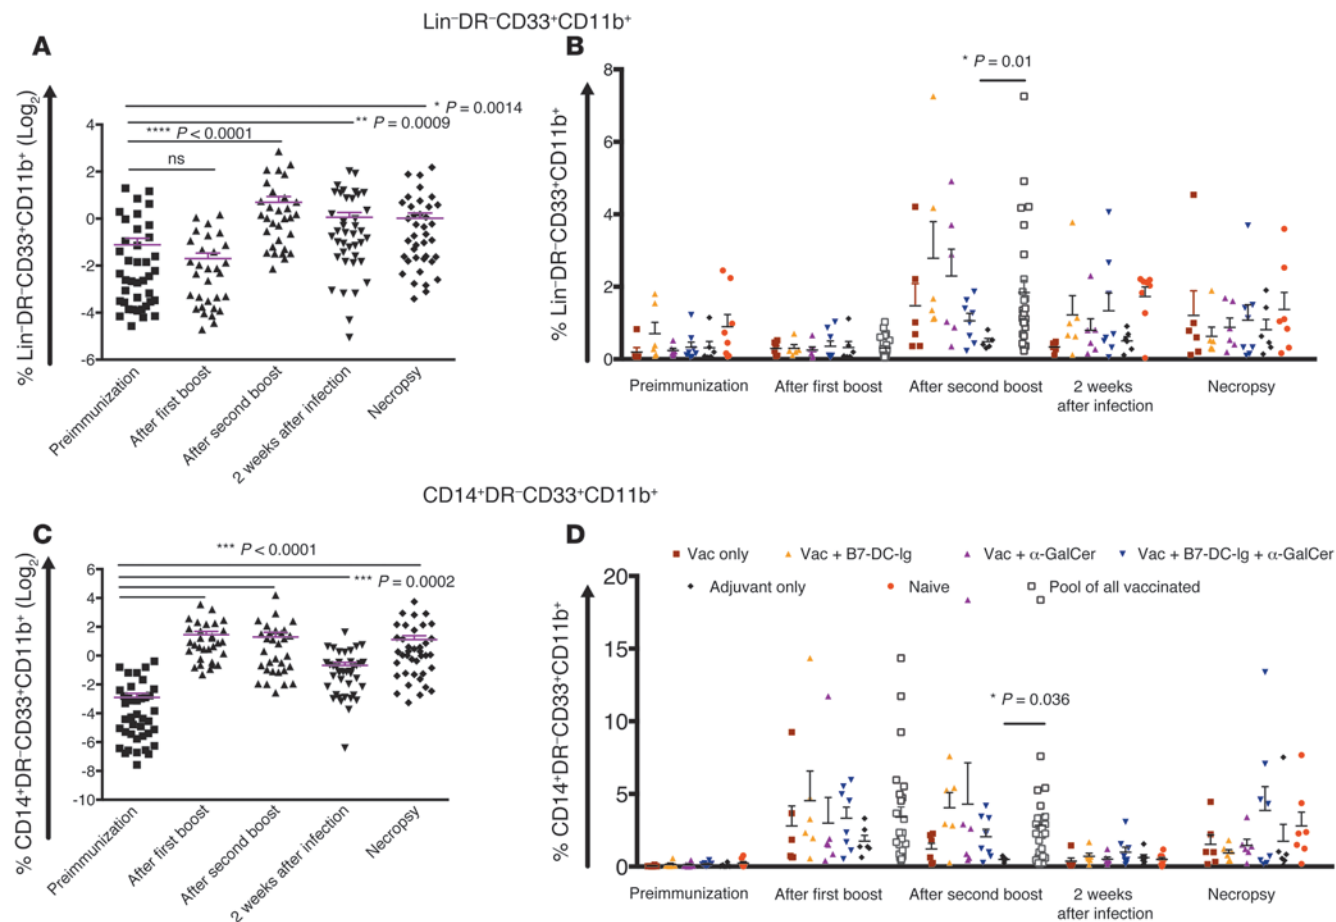 Lin⁻DR⁻CD33⁺CD11b⁺
A
% Lin⁻DR⁻CD33⁺CD11b⁺ (Log₂)
* P = 0.0014
** P = 0.0009
**** P < 0.0001
ns
4
2
0
-2
-4
-6
Preimmunization
After first boost
After second boost
2 weeks after infection
Necropsy
B
% Lin⁻DR⁻CD33⁺CD11b⁺
* P = 0.01
8
6
4
2
0
Preimmunization
After first boost
After second boost
2 weeks
after infection
Necropsy
CD14⁺DR⁻CD33⁺CD11b⁺
C
% CD14⁺DR⁻CD33⁺CD11b⁺ (Log₂)
*** P < 0.0001
*** P = 0.0002
6
4
2
0
-2
-4
-6
-8
-10
Preimmunization
After first boost
After second boost
2 weeks after infection
Necropsy
D
Vac only
Vac + B7-DC-Ig
Vac + α-GalCer
Vac + B7-DC-Ig + α-GalCer
Adjuvant only
Naive
Pool of all vaccinated
% CD14⁺DR⁻CD33⁺CD11b⁺
* P = 0.036
20
15
10
5
0
Preimmunization
After first boost
After second boost
2 weeks
after infection
Necropsy